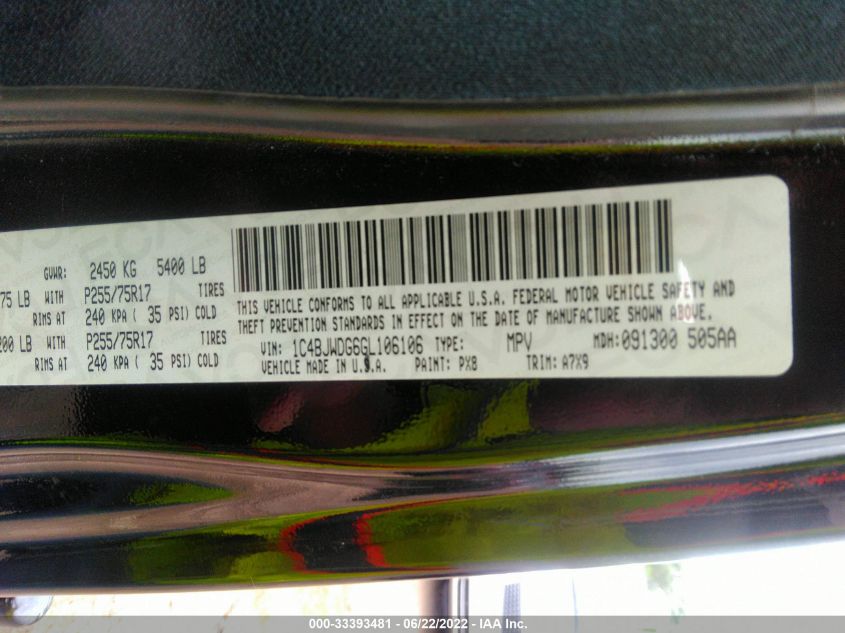 GVWR: 2450 KG 5400 LB
75 LB WITH P255/75R17 TIRES
RIMS AT 240 KPA ( 35 PSI) COLD
200 LB WITH P255/75R17 TIRES
RIMS AT 240 KPA ( 35 PSI) COLD
THIS VEHICLE CONFORMS TO ALL APPLICABLE U.S.A. FEDERAL MOTOR VEHICLE SAFETY AND
THEFT PREVENTION STANDARDS IN EFFECT ON THE DATE OF MANUFACTURE SHOWN ABOVE.
VIN: 1C4BJWDG6GL106106 TYPE: MPV MDH:091300 505AA
VEHICLE MADE IN U.S.A. PAINT: PX8 TRIM: A7X9
000-33393481 - 06/22/2022 - IAA Inc.